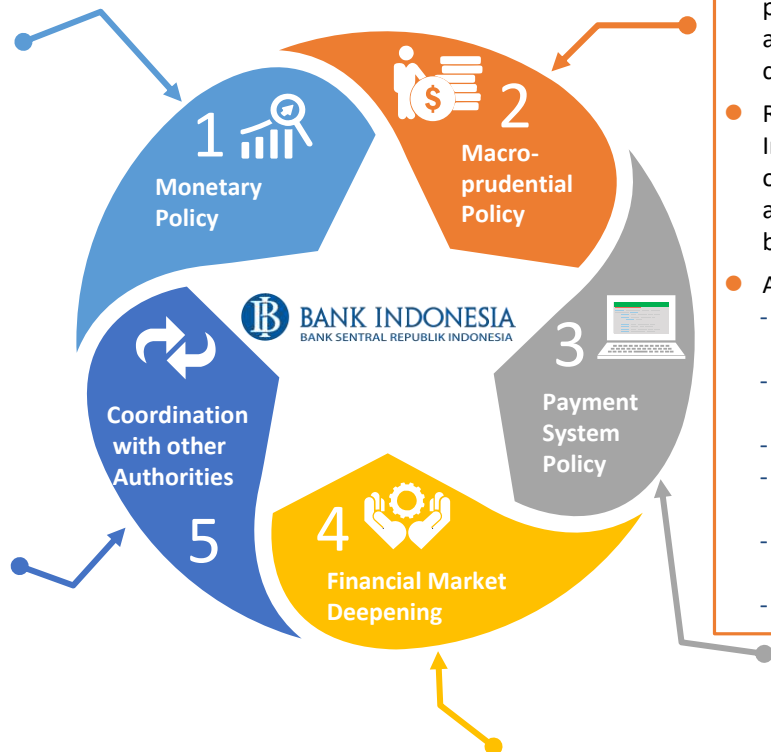 1
Monetary
Policy
2
Macro-
prudential
Policy
3
Payment
System
Policy
4
Financial Market
Deepening
Coordination
with other
Authorities
5
BANK INDONESIA
BANK SENTRAL REPUBLIK INDONESIA
-
-
-
-
-
-